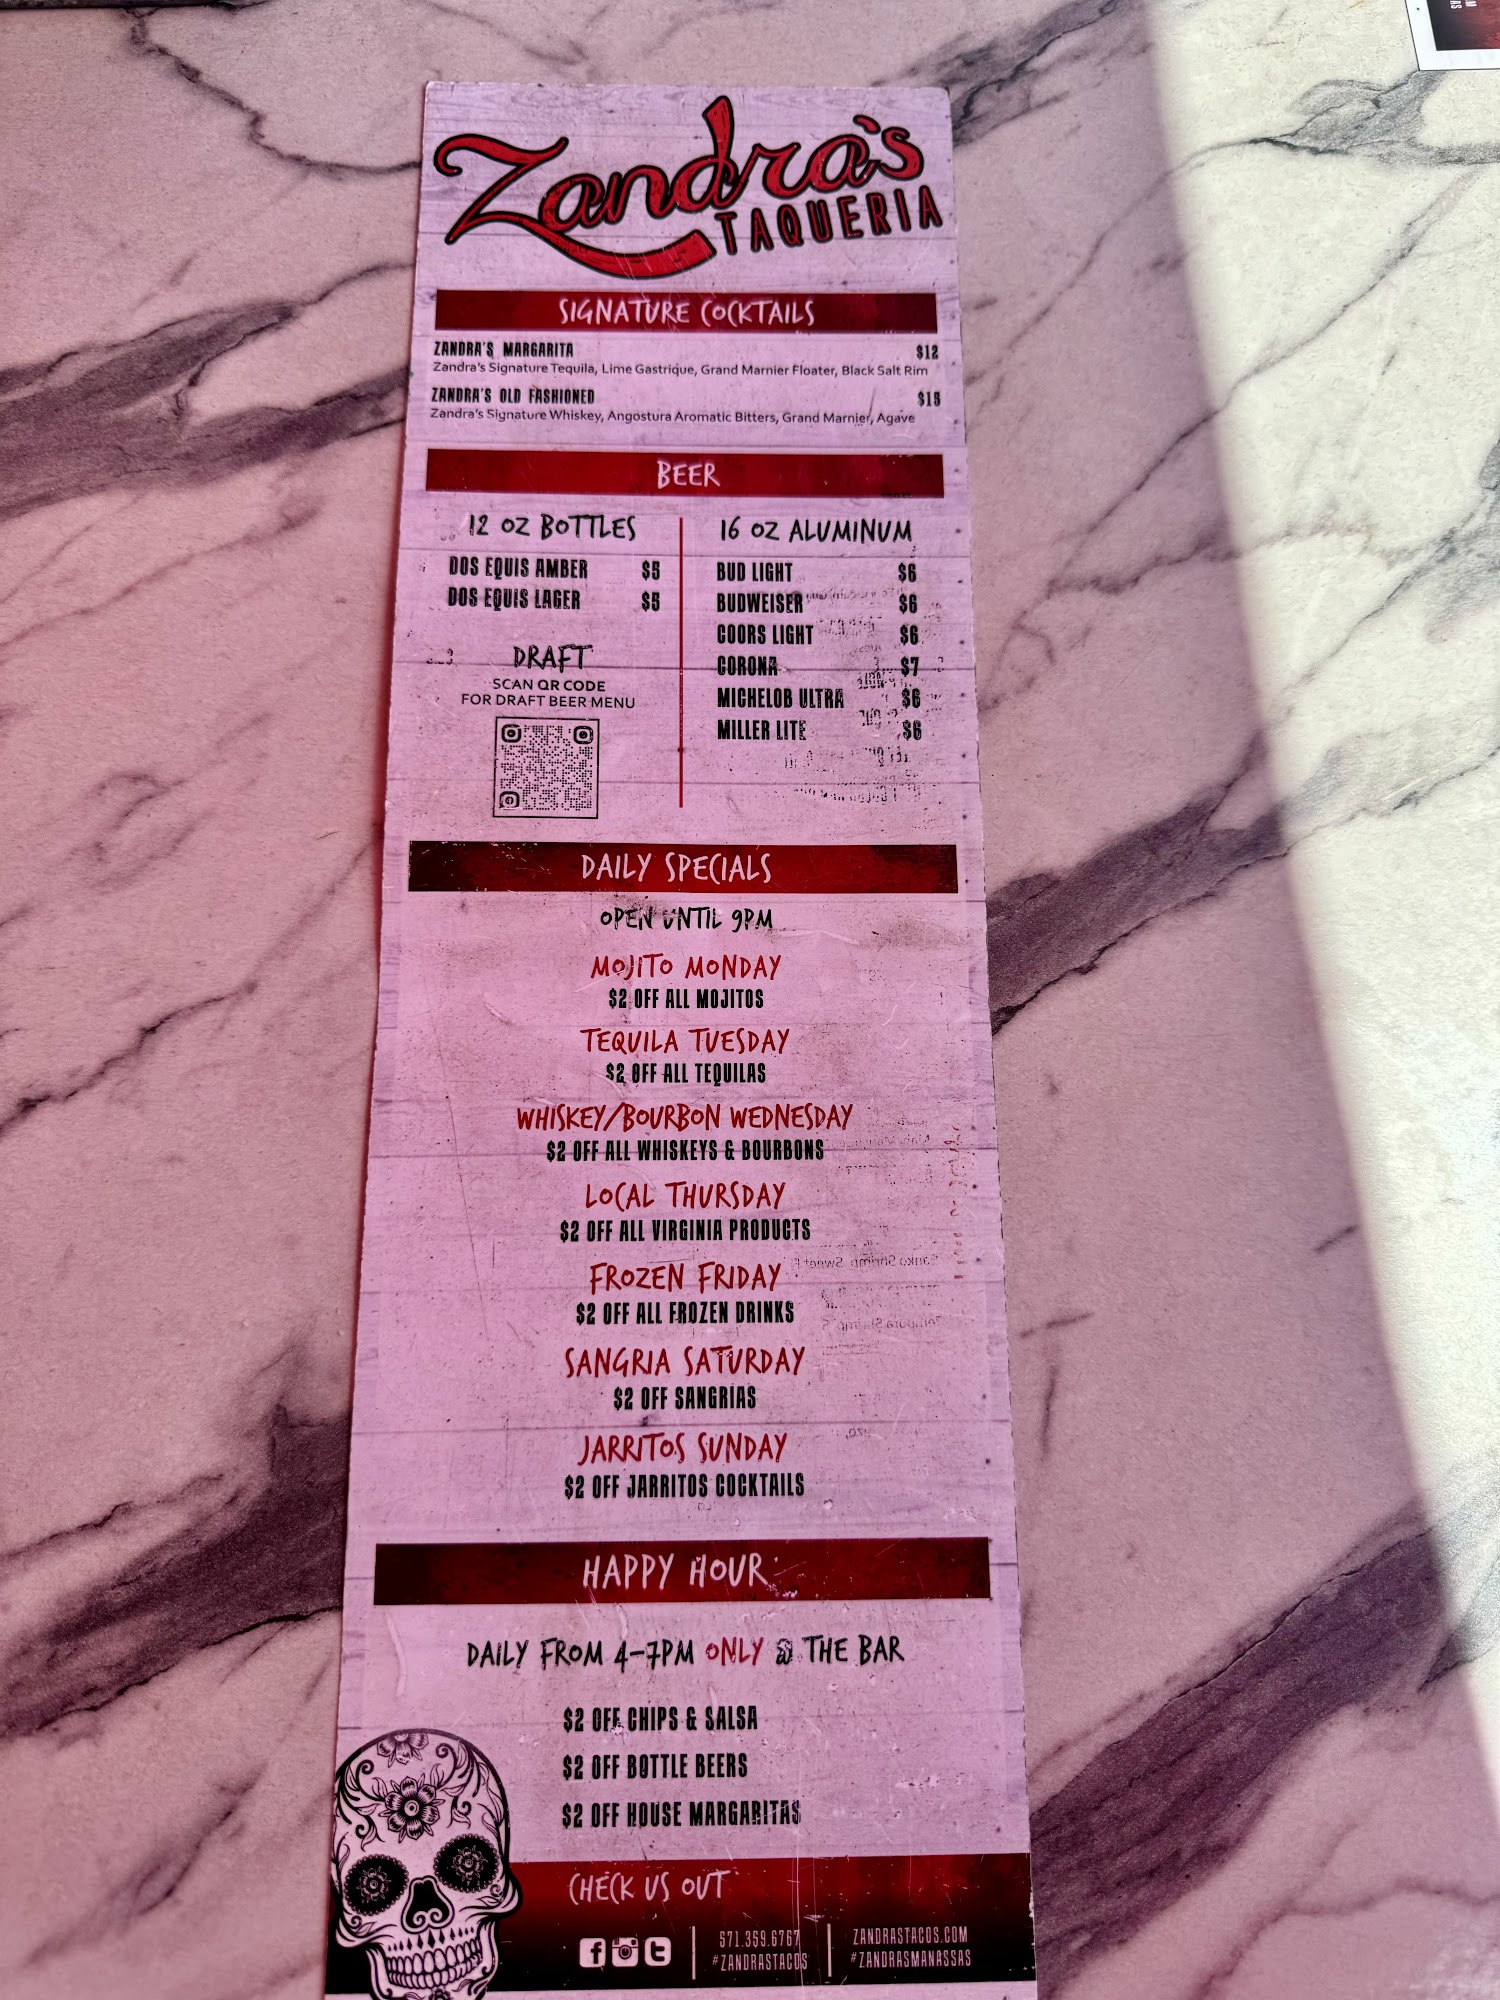 Zandra's
TAQUERIA
SIGNATURE COCKTAILS
ZANDRA'S MARGARITA $12
Zandra's Signature Tequila, Lime Gastrique, Grand Marnier Floater, Black Salt Rim
ZANDRA'S OLD FASHIONED $15
Zandra's Signature Whiskey, Angostura Aromatic Bitters, Grand Marnier, Agave
BEER
12 OZ BOTTLES
DOS EQUIS AMBER $5
DOS EQUIS LAGER $5
DRAFT
SCAN QR CODE
FOR DRAFT BEER MENU
16 OZ ALUMINUM
BUD LIGHT $6
BUDWEISER $6
COORS LIGHT $6
CORONA $7
MICHELOB ULTRA $6
MILLER LITE $6
DAILY SPECIALS
OPEN UNTIL 9PM
MOJITO MONDAY
$2 OFF ALL MOJITOS
TEQUILA TUESDAY
$2 OFF ALL TEQUILAS
WHISKEY/BOURBON WEDNESDAY
$2 OFF ALL WHISKEYS & BOURBONS
LOCAL THURSDAY
$2 OFF ALL VIRGINIA PRODUCTS
FROZEN FRIDAY
$2 OFF ALL FROZEN DRINKS
SANGRIA SATURDAY
$2 OFF SANGRIAS
JARRITOS SUNDAY
$2 OFF JARRITOS COCKTAILS
HAPPY HOUR
DAILY FROM 4-7PM ONLY @ THE BAR
$2 OFF CHIPS & SALSA
$2 OFF BOTTLE BEERS
$2 OFF HOUSE MARGARITAS
CHECK US OUT
571.359.6767
#ZANDRASTACOS
ZANDRASTACOS.COM
#ZANDRASMANASSAS